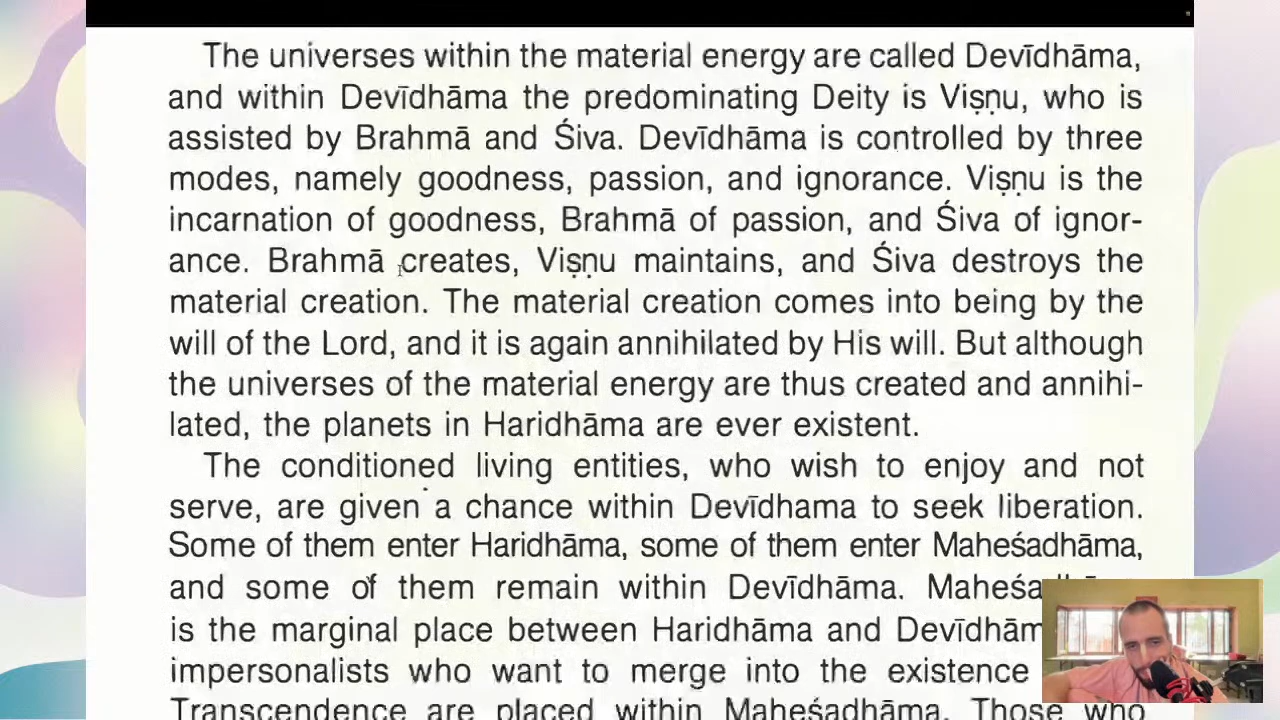 The universes within the material energy are called Devīdhāma,
and within Devīdhāma the predominating Deity is Viṣṇu, who is
assisted by Brahmā and Śiva. Devīdhāma is controlled by three
modes, namely goodness, passion, and ignorance. Viṣṇu is the
incarnation of goodness, Brahmā of passion, and Śiva of ignor-
ance. Brahmā creates, Viṣṇu maintains, and Śiva destroys the
material creation. The material creation comes into being by the
will of the Lord, and it is again annihilated by His will. But although
the universes of the material energy are thus created and annihi-
lated, the planets in Haridhāma are ever existent.
The conditioned living entities, who wish to enjoy and not
serve, are given a chance within Devīdhama to seek liberation.
Some of them enter Haridhāma, some of them enter Maheśadhāma,
and some of them remain within Devīdhāma.
is the marginal place between Haridhāma and
impersonalists who want to merge into the existence
Transcendence are placed within Maheśadhāma. Those who